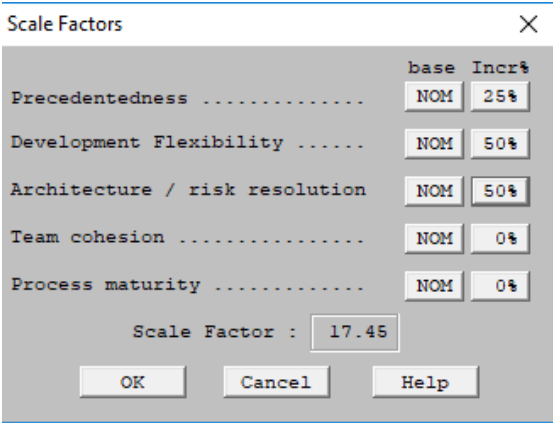 Scale Factors
base Incr%
Precedentedness .............. NOM 25%
Development Flexibility ...... NOM 50%
Architecture / risk resolution NOM 50%
Team cohesion ................ NOM 0%
Process maturity ............. NOM 0%
Scale Factor : 17.45
OK Cancel Help